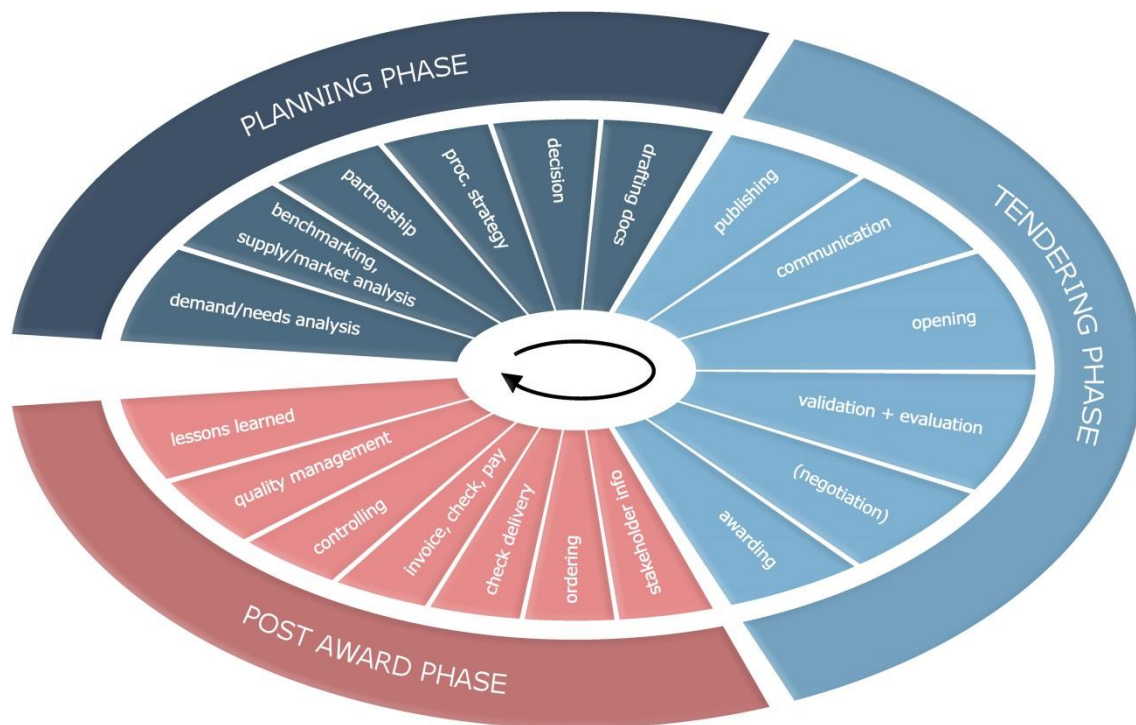 PLANNING PHASE
demand/needs analysis
benchmarking,
supply/market analysis
partnership
proc. strategy
decision
drafting docs
TENDERING PHASE
publishing
communication
opening
validation + evaluation
(negotiation)
awarding
POST AWARD PHASE
stakeholder info
ordering
check delivery
invoice, check, pay
controlling
quality management
lessons learned